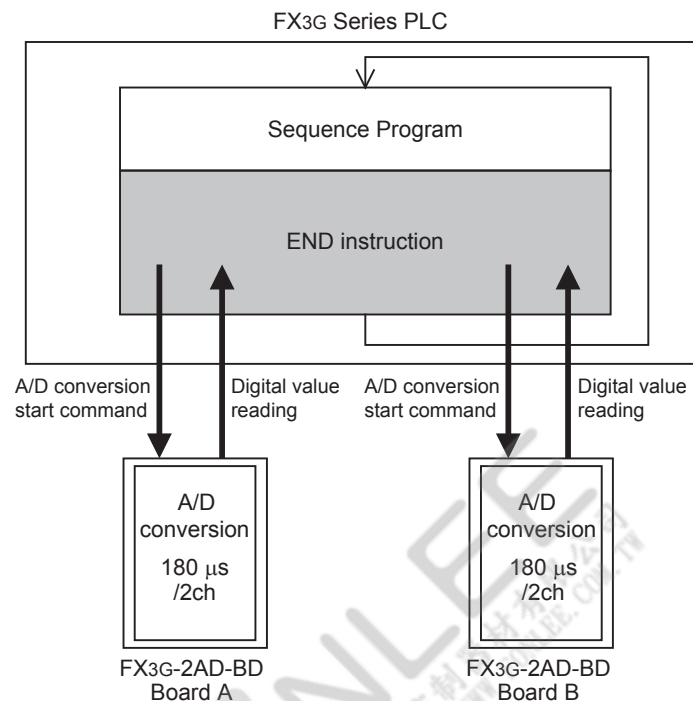 FX3G Series PLC
Sequence Program
END instruction
A/D conversion
start command
Digital value
reading
A/D conversion
start command
Digital value
reading
A/D
conversion
180 μs
/2ch
A/D
conversion
180 μs
/2ch
FX3G-2AD-BD
Board A
FX3G-2AD-BD
Board B